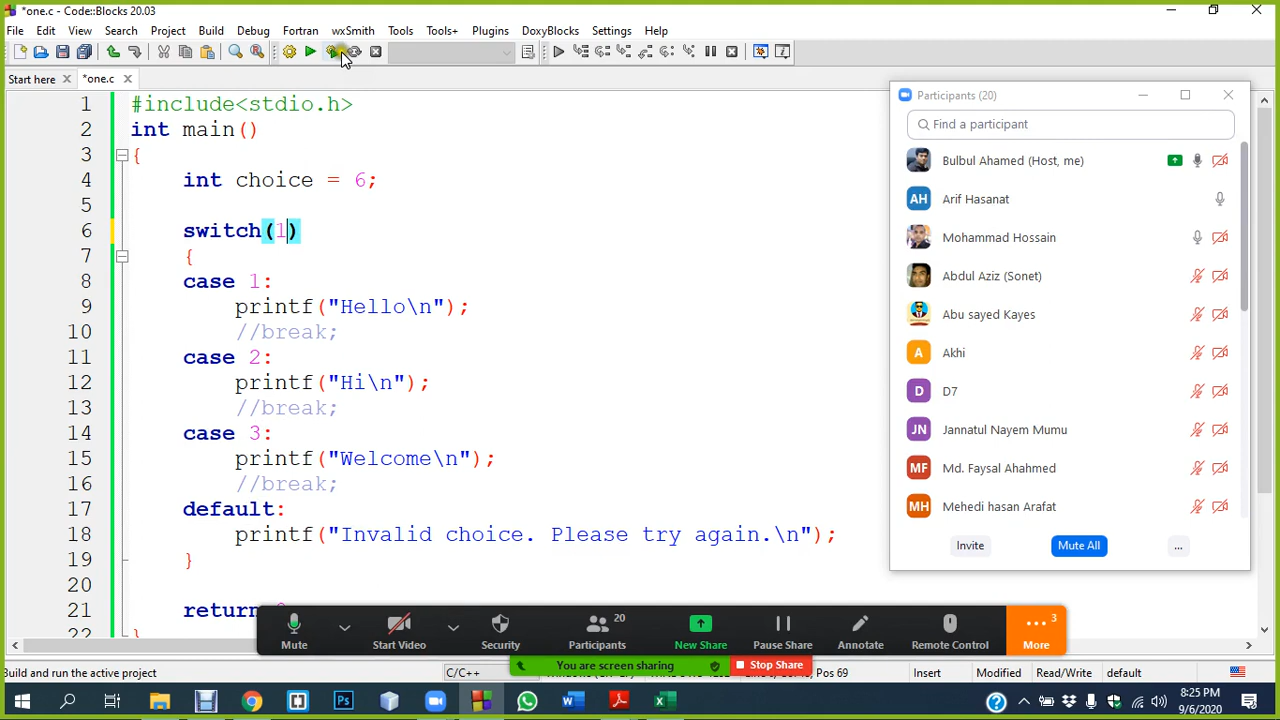 *one.c - Code::Blocks 20.03
File Edit View Search Project Build Debug Fortran wxSmith Tools Tools+ Plugins DoxyBlocks Settings Help
Start here *one.c
1 #include<stdio.h>
2 int main()
3 {
4 int choice = 6;
5
6 switch(1)
7 {
8 case 1:
9 printf("Hello\n");
10 //break;
11 case 2:
12 printf("Hi\n");
13 //break;
14 case 3:
15 printf("Welcome\n");
16 //break;
17 default:
18 printf("Invalid choice. Please try again.\n");
19 }
20
21 return
Participants (20)
Find a participant
Bulbul Ahamed (Host, me)
AH Arif Hasanat
Mohammad Hossain
Abdul Aziz (Sonet)
Abu sayed Kayes
A Akhi
D D7
JN Jannatul Nayem Mumu
MF Md. Faysal Ahahmed
MH Mehedi hasan Arafat
Invite Mute All ...
20 3
Mute Start Video Security Participants New Share Pause Share Annotate Remote Control More
You are screen sharing Stop Share
Build and run the active project C/C++ Pos 69 Insert Modified Read/Write default
8:25 PM
9/6/2020